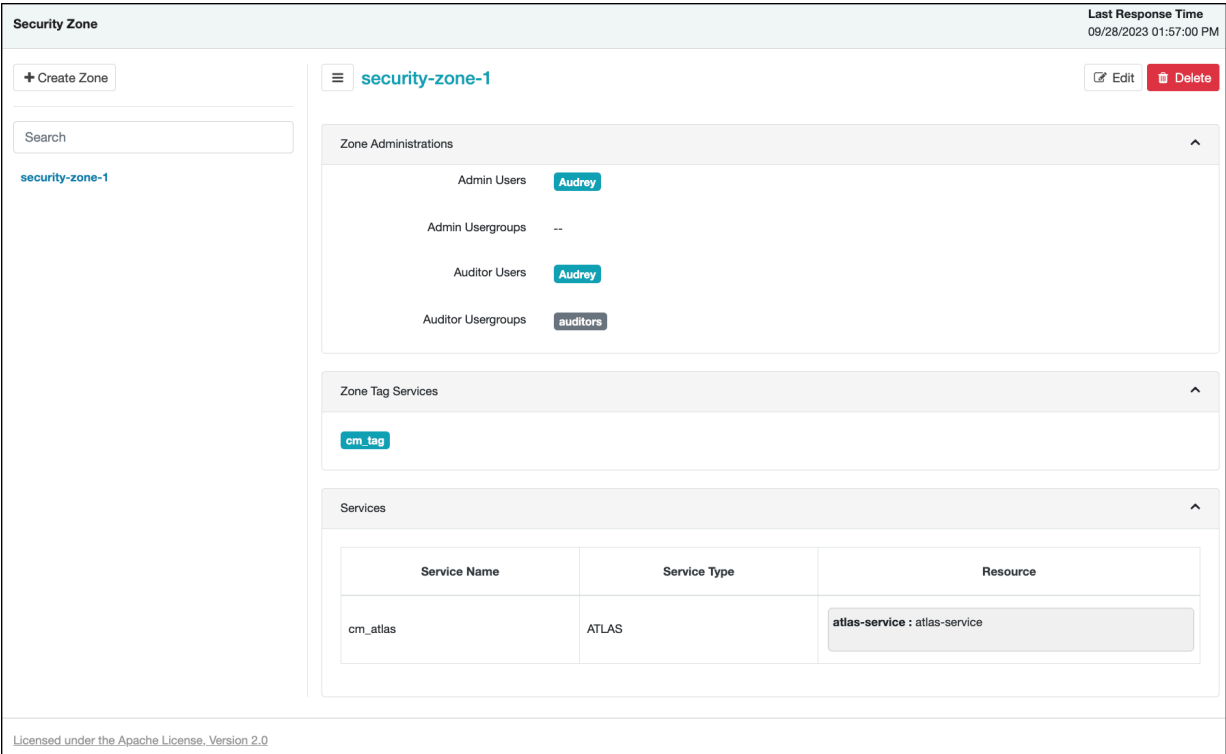 Security Zone
Last Response Time
09/28/2023 01:57:00 PM
Create Zone
security-zone-1
Edit
Delete
Search
security-zone-1
Zone Administrations
Admin Users Audrey
Admin Usergroups --
Auditor Users Audrey
Auditor Usergroups auditors
Zone Tag Services
cm_tag
Services
Service Name Service Type Resource
cm_atlas ATLAS atlas-service : atlas-service
Licensed under the Apache License, Version 2.0